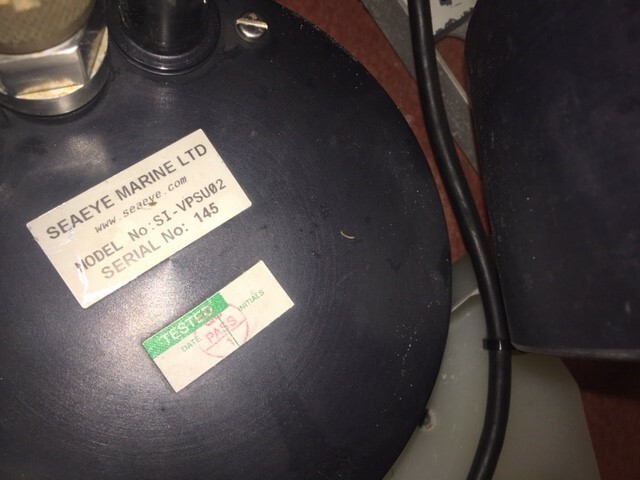 SEAEYE MARINE LTD
www.seaeye.com
MODEL No: SI-VPSU02
SERIAL No: 145
TESTED
DATE INITIALS
PASS